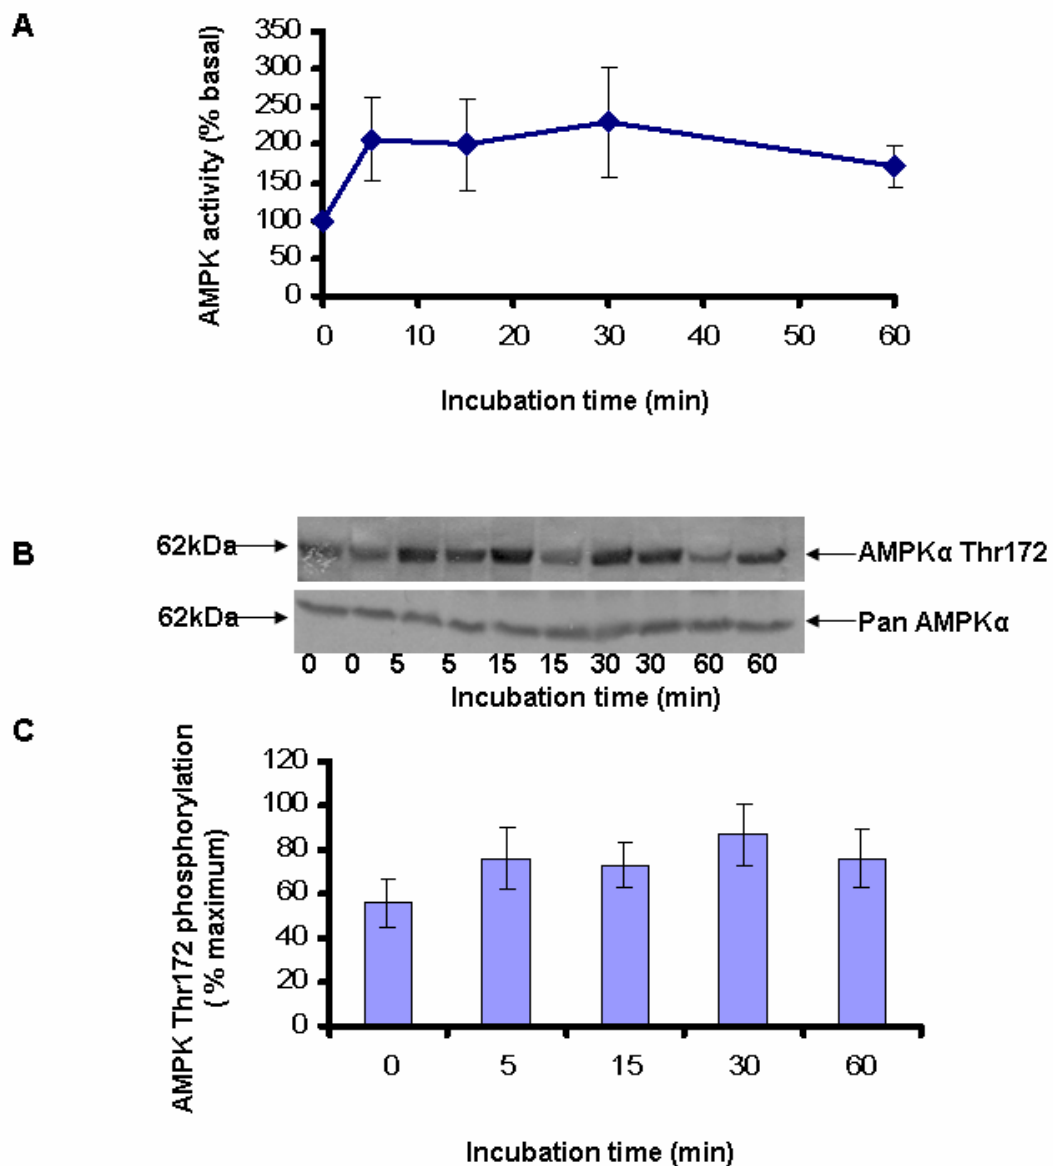 A
AMPK activity (% basal)
350
300
250
200
150
100
50
0
0 10 20 30 40 50 60
Incubation time (min)
B
62kDa
AMPKα Thr172
62kDa
Pan AMPKα
0 0 5 5 15 15 30 30 60 60
Incubation time (min)
C
AMPK Thr172 phosphorylation
( % maximum)
120
100
80
60
40
20
0
0 5 15 30 60
Incubation time (min)